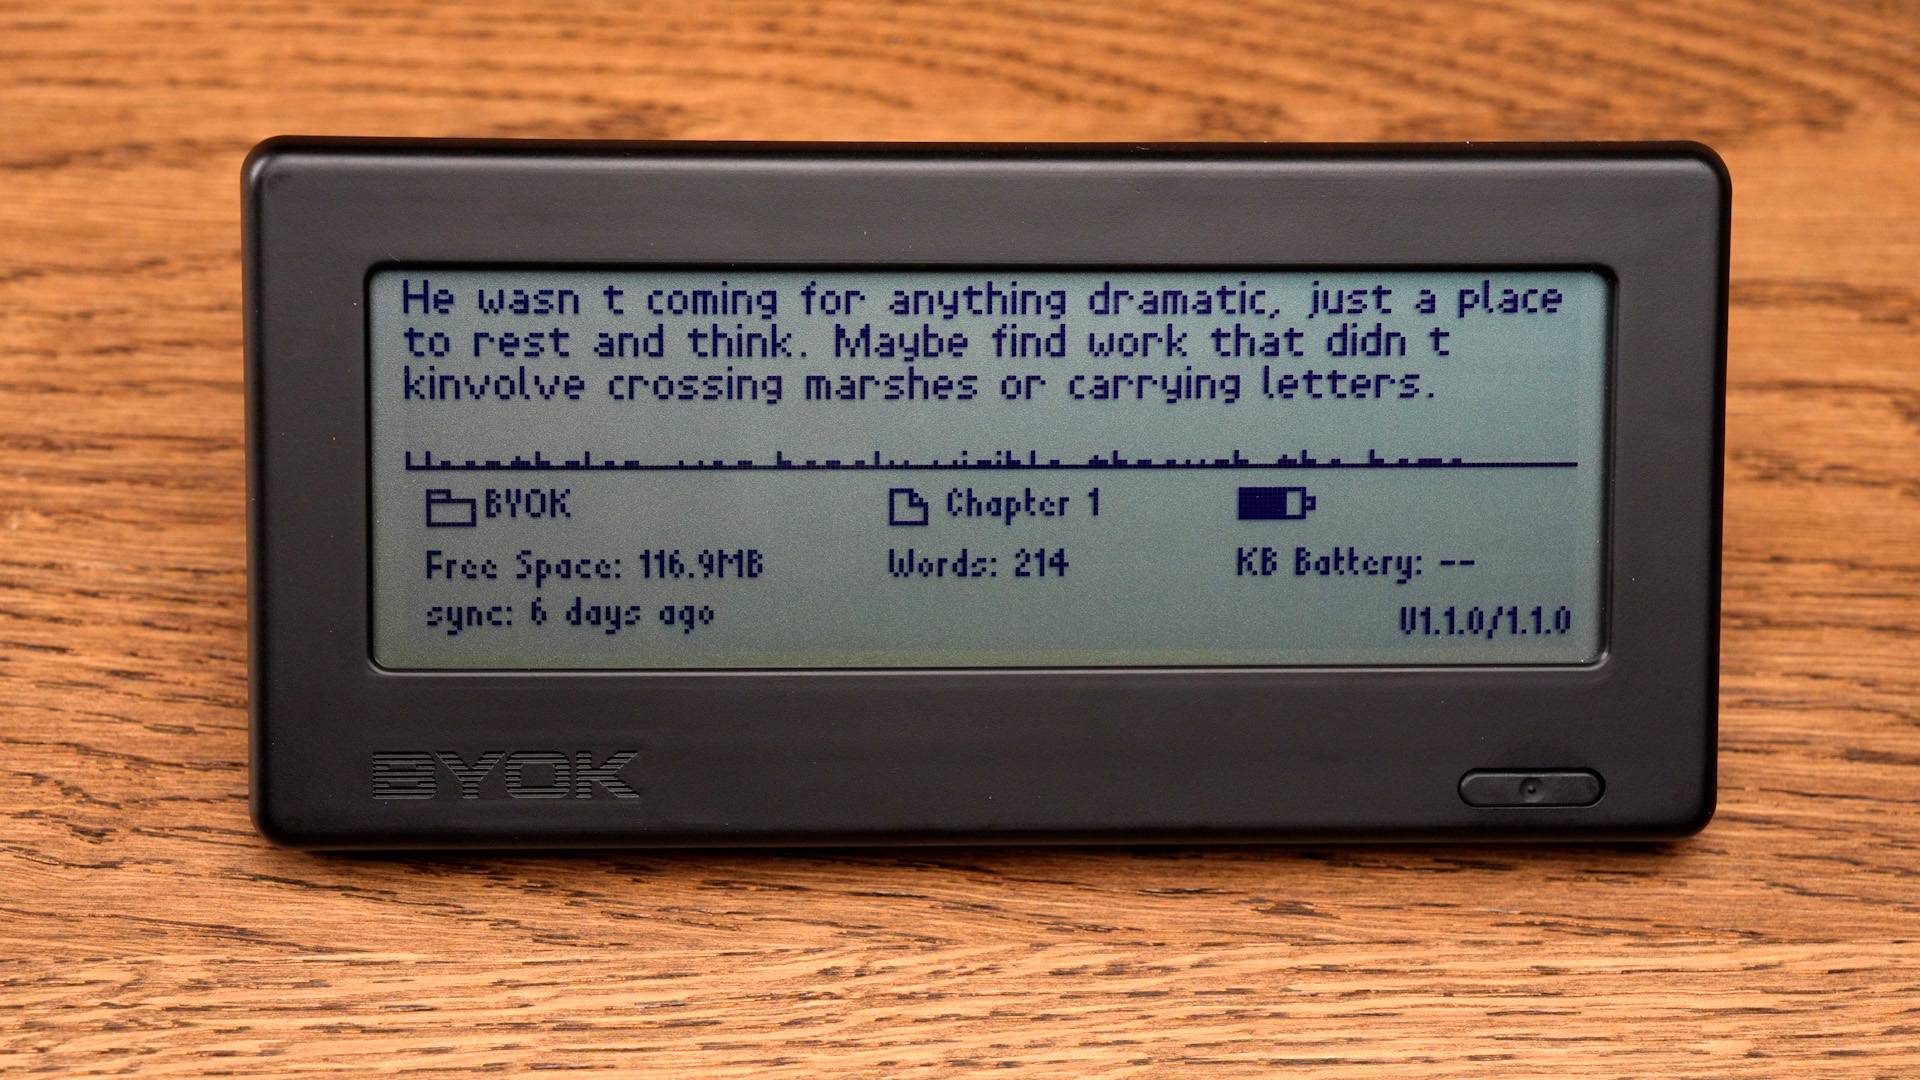 He wasn t coming for anything dramatic, just a place
to rest and think. Maybe find work that didn t
kinvolve crossing marshes or carrying letters.
BYOK
Chapter 1
Free Space: 116.9MB
Words: 214
KB Battery: --
sync: 6 days ago
V1.1.0/1.1.0
BYOK